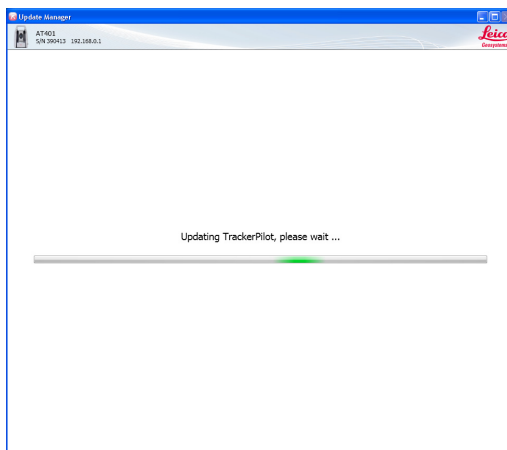 Update Manager
AT401
S/N 390413 192.168.0.1
Leica
Geosystems
Updating TrackerPilot, please wait ...